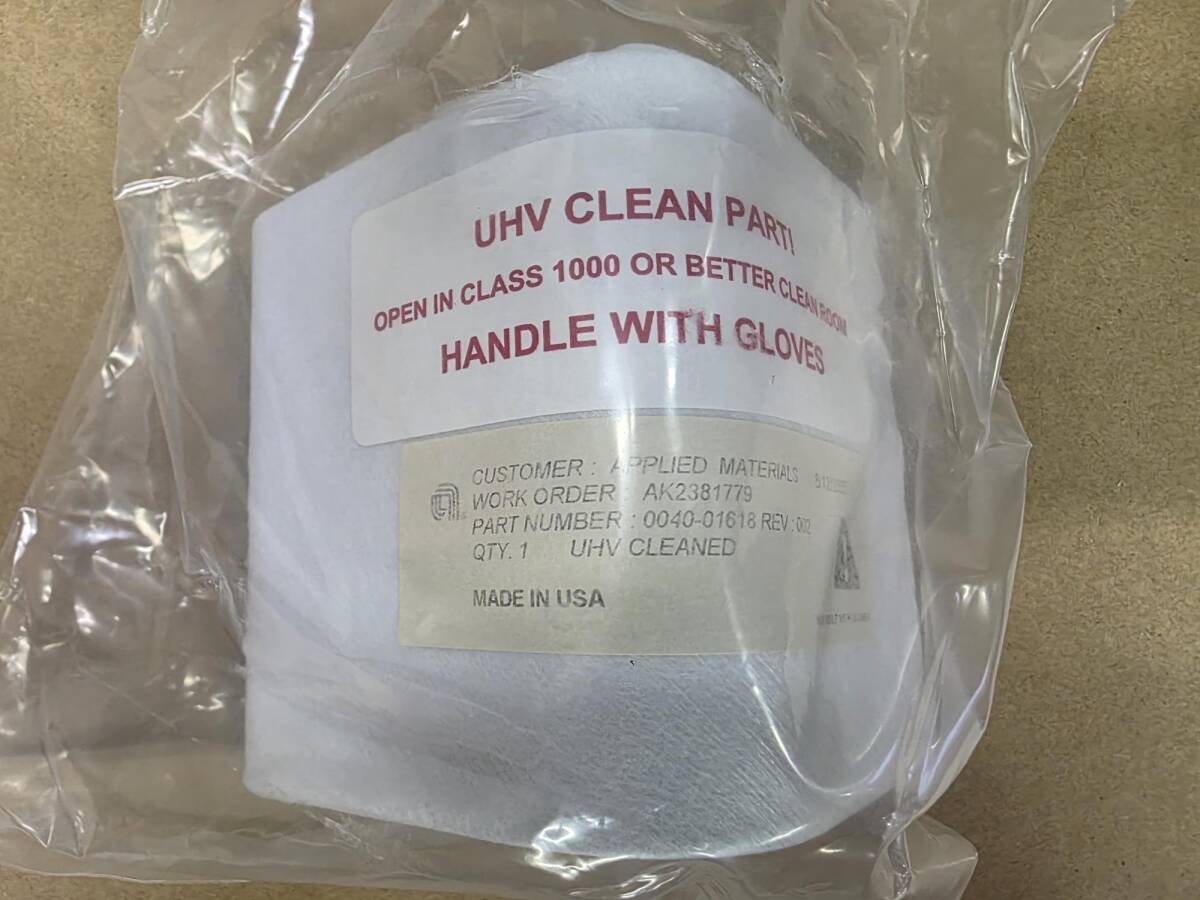 UHV CLEAN PART!
OPEN IN CLASS 1000 OR BETTER CLEAN ROOM
HANDLE WITH GLOVES
CUSTOMER : APPLIED MATERIALS
WORK ORDER : AK2381779
PART NUMBER : 0040-01618 REV : 002
QTY. 1 UHV CLEANED
MADE IN USA